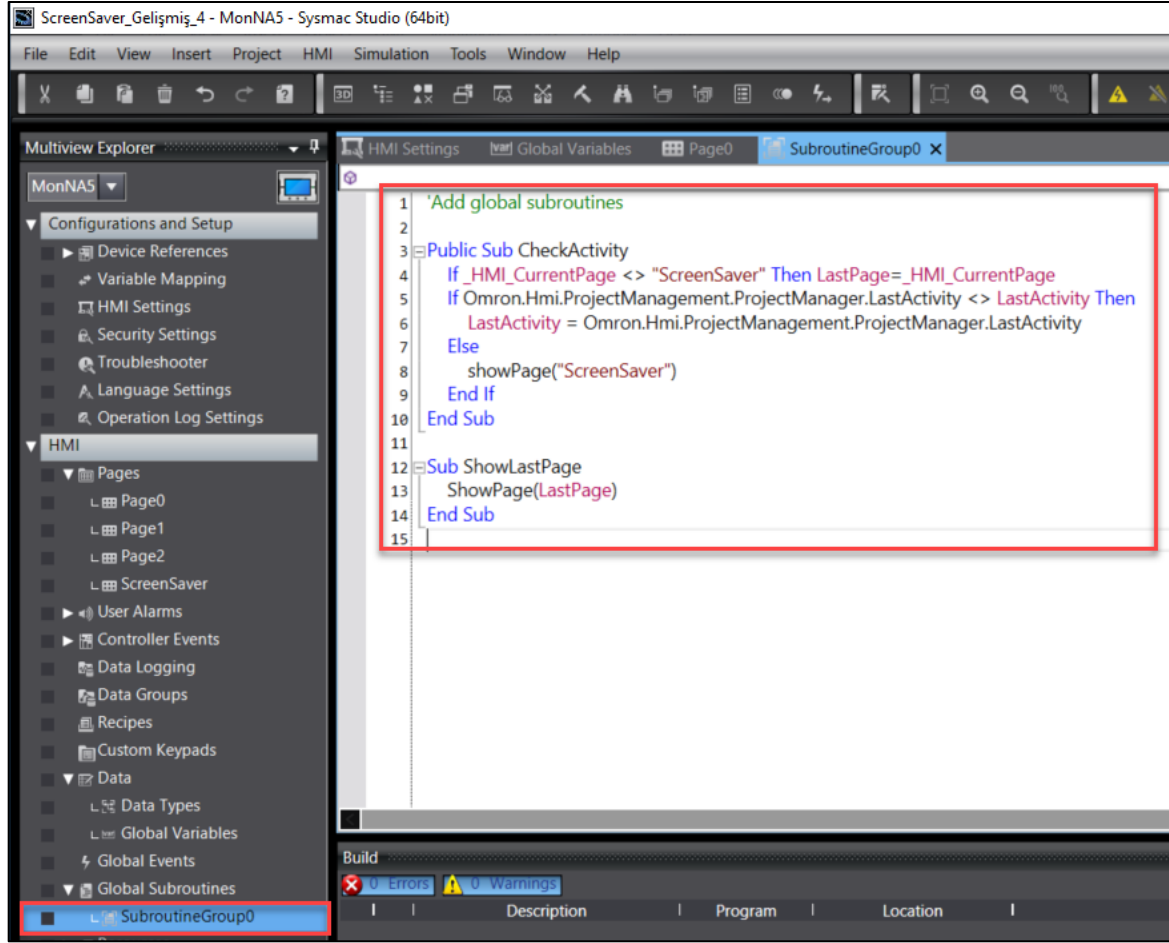 ScreenSaver_Gelişmiş_4 - MonNA5 - Sysmac Studio (64bit)
File Edit View Insert Project HMI Simulation Tools Window Help
Multiview Explorer
MonNA5
Configurations and Setup
Device References
Variable Mapping
HMI Settings
Security Settings
Troubleshooter
Language Settings
Operation Log Settings
HMI
Pages
Page0
Page1
Page2
ScreenSaver
User Alarms
Controller Events
Data Logging
Data Groups
Recipes
Custom Keypads
Data
Data Types
Global Variables
Global Events
Global Subroutines
SubroutineGroup0
HMI Settings Global Variables Page0 SubroutineGroup0
1 'Add global subroutines
2
3 Public Sub CheckActivity
4 If _HMI_CurrentPage <> "ScreenSaver" Then LastPage=_HMI_CurrentPage
5 If Omron.Hmi.ProjectManagement.ProjectManager.LastActivity <> LastActivity Then
6 LastActivity = Omron.Hmi.ProjectManagement.ProjectManager.LastActivity
7 Else
8 showPage("ScreenSaver")
9 End If
10 End Sub
11
12 Sub ShowLastPage
13 ShowPage(LastPage)
14 End Sub
15
Build
0 Errors 0 Warnings
Description Program Location